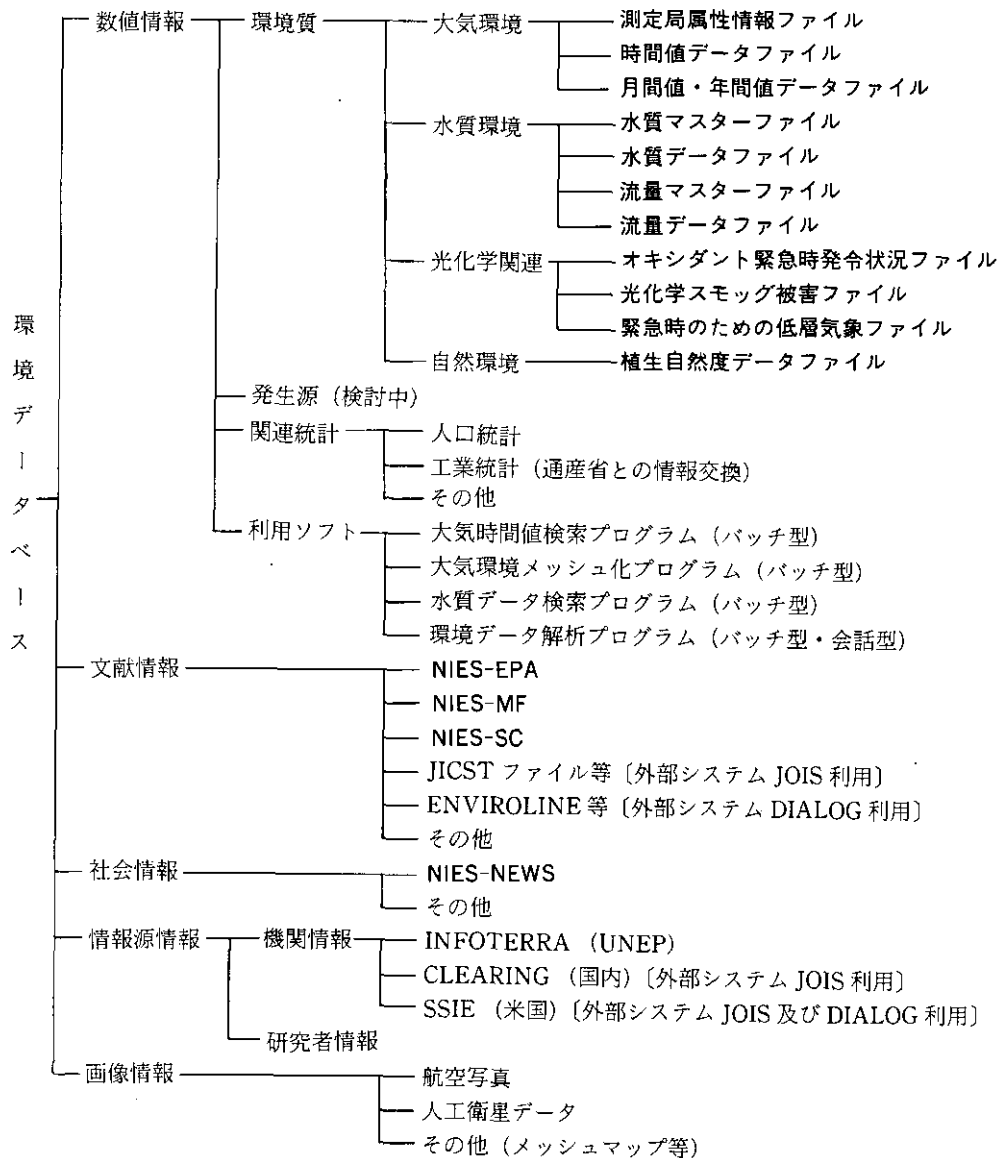 環境データベース
数値情報 環境質 大気環境 測定局属性情報ファイル
時間値データファイル
月間値・年間値データファイル
水質環境 水質マスターファイル
水質データファイル
流量マスターファイル
流量データファイル
光化学関連 オキシダント緊急時発令状況ファイル
光化学スモッグ被害ファイル
緊急時のための低層気象ファイル
自然環境 植生自然度データファイル
発生源（検討中）
関連統計 人口統計
工業統計（通産省との情報交換）
その他
利用ソフト 大気時間値検索プログラム（バッチ型）
大気環境メッシュ化プログラム（バッチ型）
水質データ検索プログラム（バッチ型）
環境データ解析プログラム（バッチ型・会話型）
文献情報 NIES-EPA
NIES-MF
NIES-SC
JICST ファイル等〔外部システム JOIS 利用〕
ENVIROLINE 等〔外部システム DIALOG 利用〕
その他
社会情報 NIES-NEWS
その他
情報源情報 機関情報 INFOTERRA （UNEP）
CLEARING （国内）〔外部システム JOIS 利用〕
SSIE （米国）〔外部システム JOIS 及び DIALOG 利用〕
研究者情報
画像情報 航空写真
人工衛星データ
その他（メッシュマップ等）